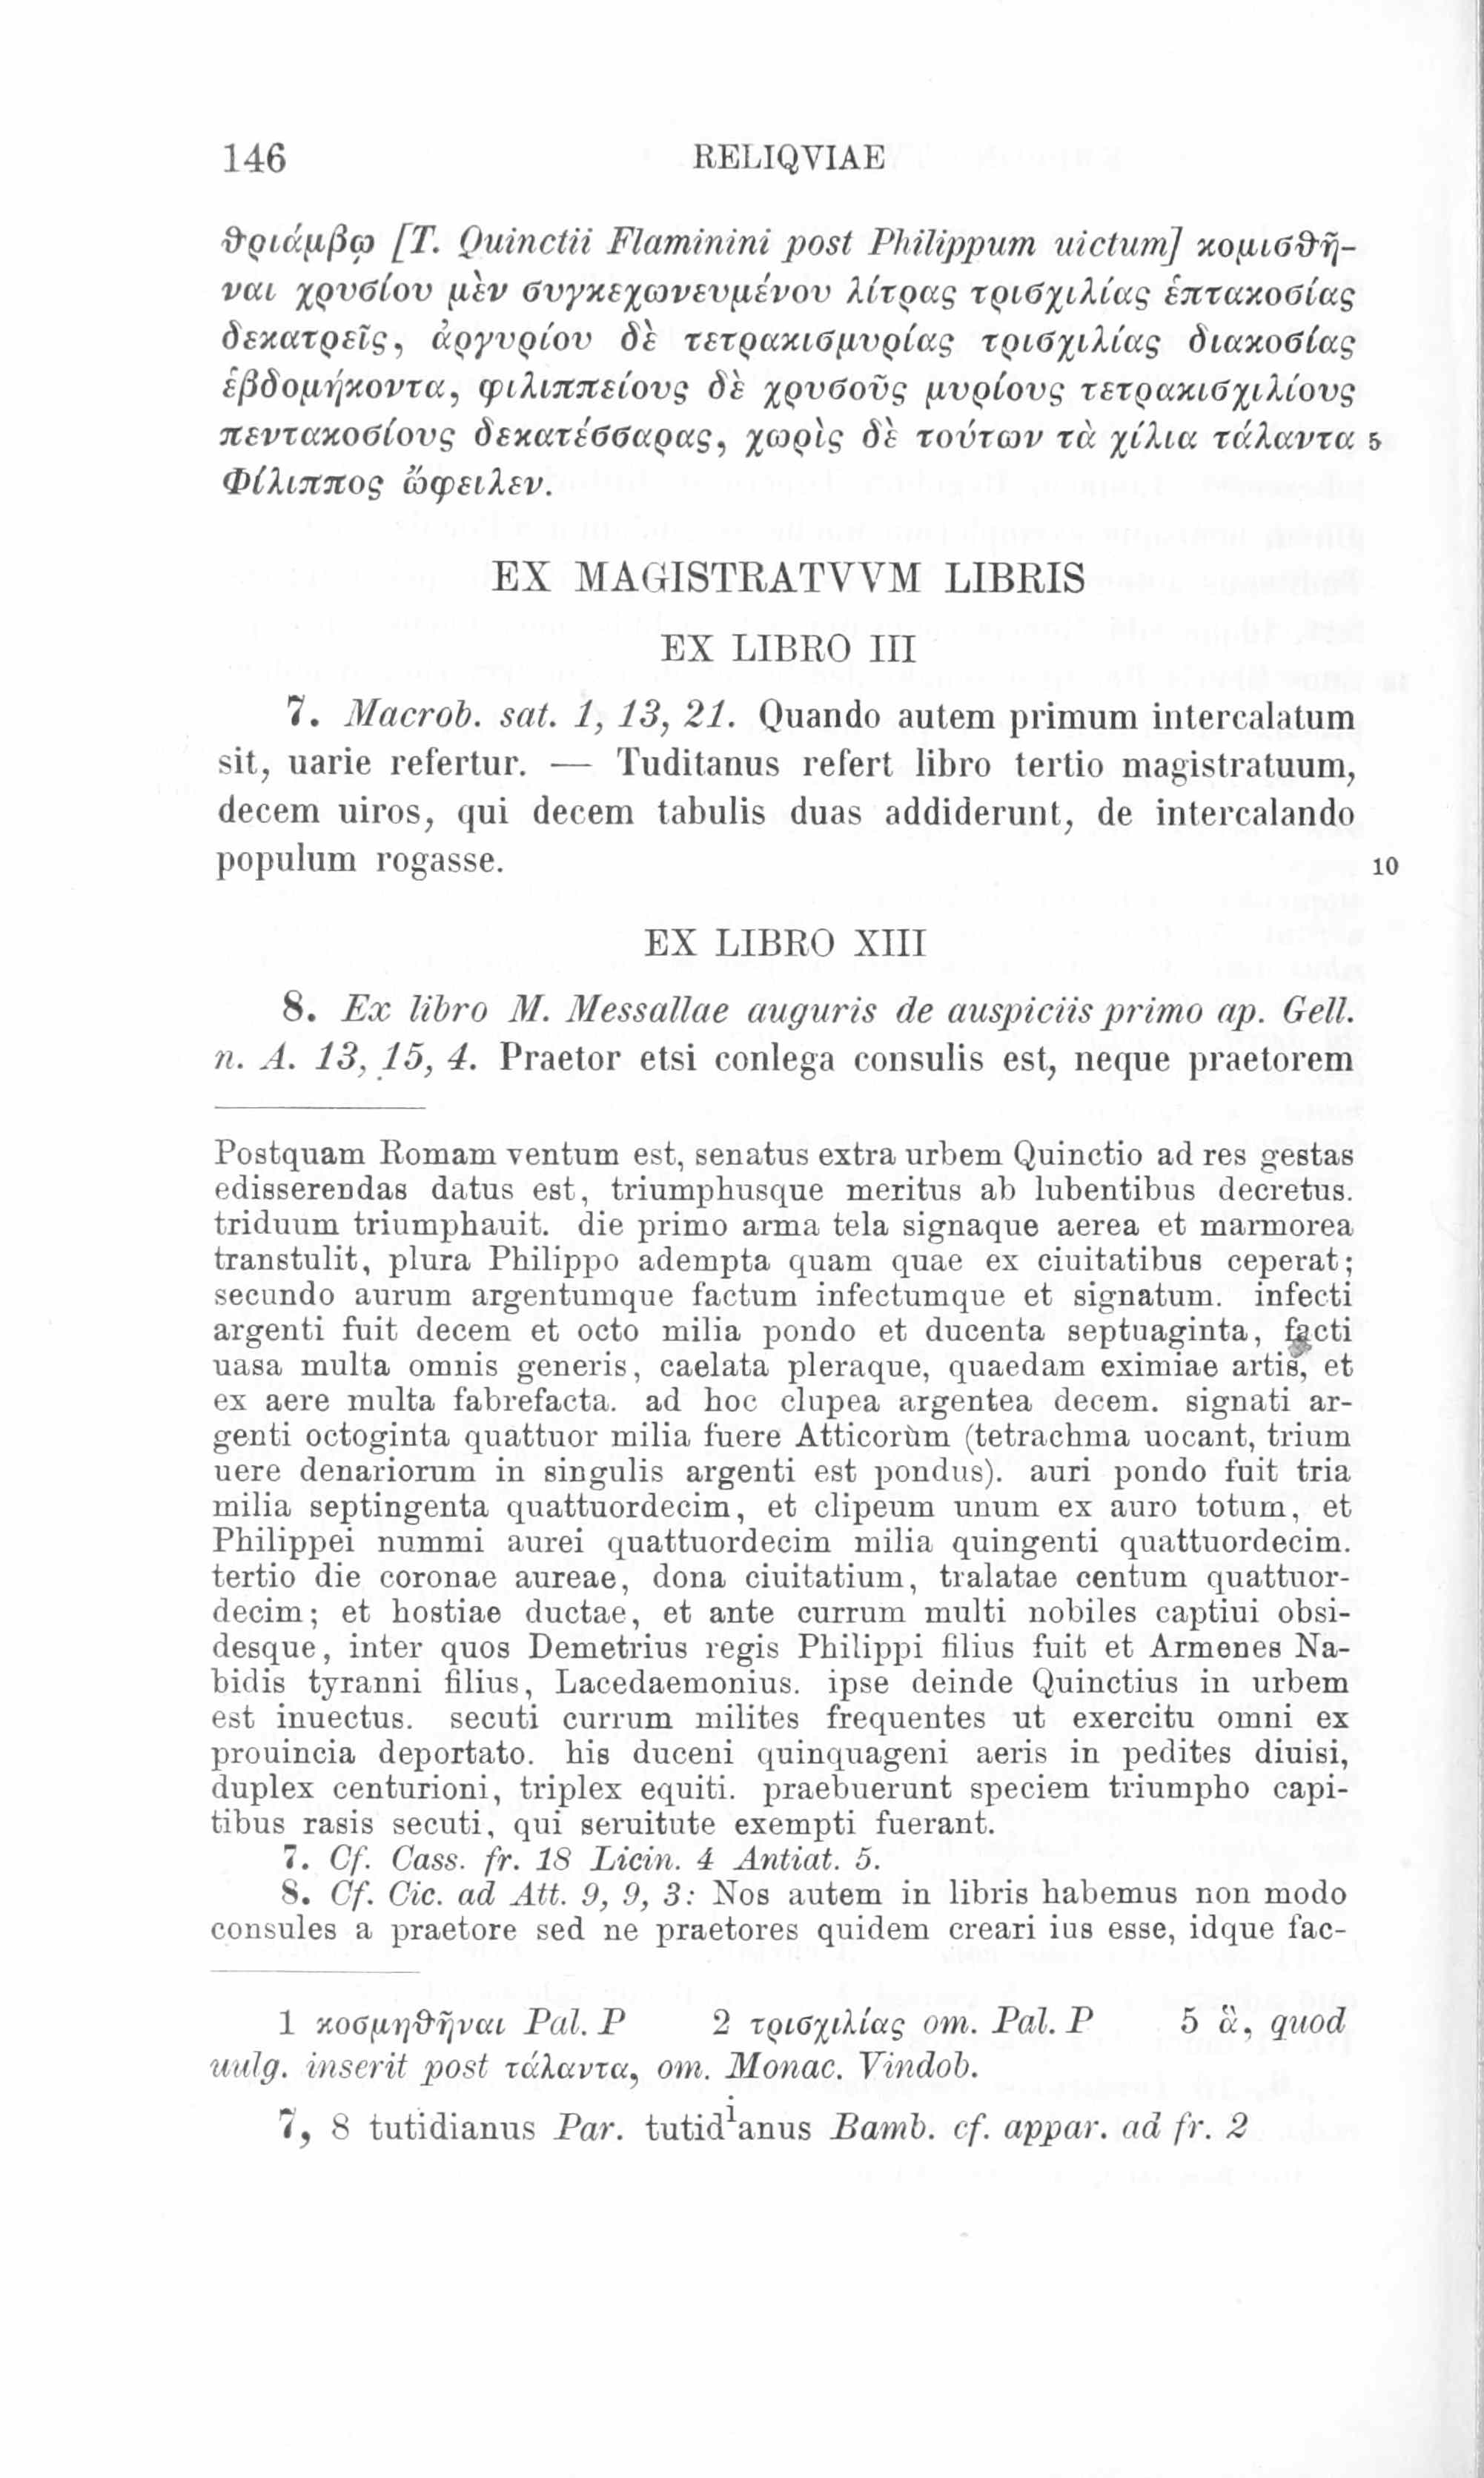 146 RELIQVIAE
ϑριάμβῳ [T. Quinctii Flaminini post Philippum uictum] κομισϑῆ-
ναι χρυσίου μὲν συγκεχωνευμένου λίτρας τρισχιλίας ἑπτακοσίας
δεκατρεῖς, ἀργυρίου δὲ τετρακισμυρίας τρισχιλίας διακοσίας
ἑβδομήκοντα, φιλιππείους δὲ χρυσοῦς μυρίους τετρακισχιλίους
πεντακοσίους δεκατέσσαρας, χωρὶς δὲ τούτων τὰ χίλια τάλαντα 5
Φίλιππος ὤφειλεν.
EX MAGISTRATVVM LIBRIS
EX LIBRO III
7. Macrob. sat. 1, 13, 21. Quando autem primum intercalatum
sit, uarie refertur. — Tuditanus refert libro tertio magistratuum,
decem uiros, qui decem tabulis duas addiderunt, de intercalando
populum rogasse. 10
EX LIBRO XIII
8. Ex libro M. Messallae auguris de auspiciis primo ap. Gell.
n. A. 13, 15, 4. Praetor etsi conlega consulis est, neque praetorem
Postquam Romam ventum est, senatus extra urbem Quinctio ad res gestas
edisserendas datus est, triumphusque meritus ab lubentibus decretus.
triduum triumphauit. die primo arma tela signaque aerea et marmorea
transtulit, plura Philippo adempta quam quae ex ciuitatibus ceperat;
secundo aurum argentumque factum infectumque et signatum. infecti
argenti fuit decem et octo milia pondo et ducenta septuaginta, facti
uasa multa omnis generis, caelata pleraque, quaedam eximiae artis, et
ex aere multa fabrefacta. ad hoc clupea argentea decem. signati ar-
genti octoginta quattuor milia fuere Atticorum (tetrachma uocant, trium
uere denariorum in singulis argenti est pondus). auri pondo fuit tria
milia septingenta quattuordecim, et clipeum unum ex auro totum, et
Philippei nummi aurei quattuordecim milia quingenti quattuordecim.
tertio die coronae aureae, dona ciuitatium, tralatae centum quattuor-
decim; et hostiae ductae, et ante currum multi nobiles captiui obsi-
desque, inter quos Demetrius regis Philippi filius fuit et Armenes Na-
bidis tyranni filius, Lacedaemonius. ipse deinde Quinctius in urbem
est inuectus. secuti currum milites frequentes ut exercitu omni ex
prouincia deportato. his duceni quinquageni aeris in pedites diuisi,
duplex centurioni, triplex equiti. praebuerunt speciem triumpho capi-
tibus rasis secuti, qui seruitute exempti fuerant.
7. Cf. Cass. fr. 18 Licin. 4 Antiat. 5.
8. Cf. Cic. ad Att. 9, 9, 3: Nos autem in libris habemus non modo
consules a praetore sed ne praetores quidem creari ius esse, idque fac-
1 κοσμηϑῆναι Pal. P 2 τρισχιλίας om. Pal. P 5 ἃ, quod
uulg. inserit post τάλαντα, om. Monac. Vindob.
7, 8 tutidianus Par. tutidⁱanus Bamb. cf. appar. ad fr. 2